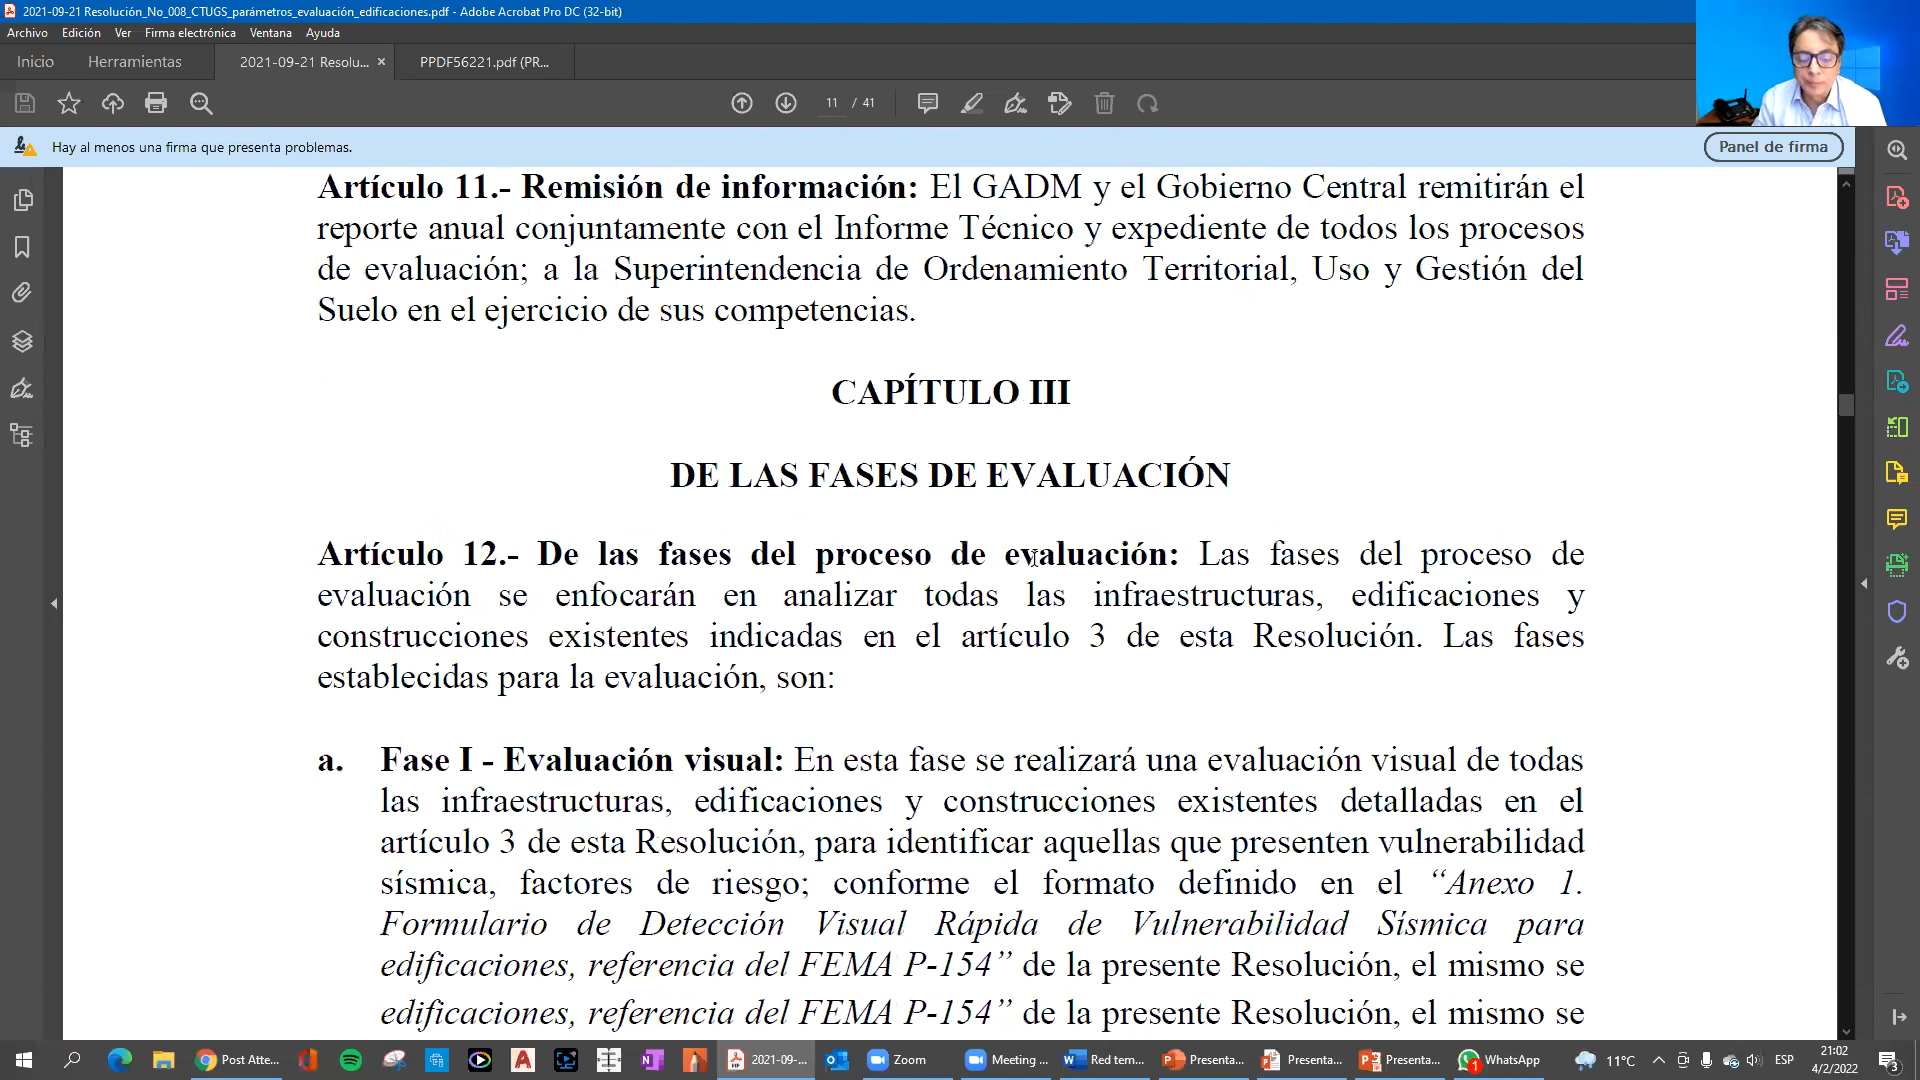 2021-09-21 Resolución_No_008_CTUGS_parámetros_evaluación_edificaciones.pdf - Adobe Acrobat Pro DC (32-bit)
Archivo Edición Ver Firma electrónica Ventana Ayuda
Inicio Herramientas 2021-09-21 Resolu... × PPDF56221.pdf (PR...
11 / 41
Hay al menos una firma que presenta problemas. Panel de firma
Artículo 11.- Remisión de información: El GADM y el Gobierno Central remitirán el
reporte anual conjuntamente con el Informe Técnico y expediente de todos los procesos
de evaluación; a la Superintendencia de Ordenamiento Territorial, Uso y Gestión del
Suelo en el ejercicio de sus competencias.
CAPÍTULO III
DE LAS FASES DE EVALUACIÓN
Artículo 12.- De las fases del proceso de evaluación: Las fases del proceso de
evaluación se enfocarán en analizar todas las infraestructuras, edificaciones y
construcciones existentes indicadas en el artículo 3 de esta Resolución. Las fases
establecidas para la evaluación, son:
a. Fase I - Evaluación visual: En esta fase se realizará una evaluación visual de todas
las infraestructuras, edificaciones y construcciones existentes detalladas en el
artículo 3 de esta Resolución, para identificar aquellas que presenten vulnerabilidad
sísmica, factores de riesgo; conforme el formato definido en el “Anexo 1.
Formulario de Detección Visual Rápida de Vulnerabilidad Sísmica para
edificaciones, referencia del FEMA P-154” de la presente Resolución, el mismo se
edificaciones, referencia del FEMA P-154” de la presente Resolución, el mismo se
Post Atte... 2021-09-... Zoom Meeting ... Red tem... Presenta... Presenta... Presenta... 1 WhatsApp 11°C ESP 21:02
4/2/2022 3